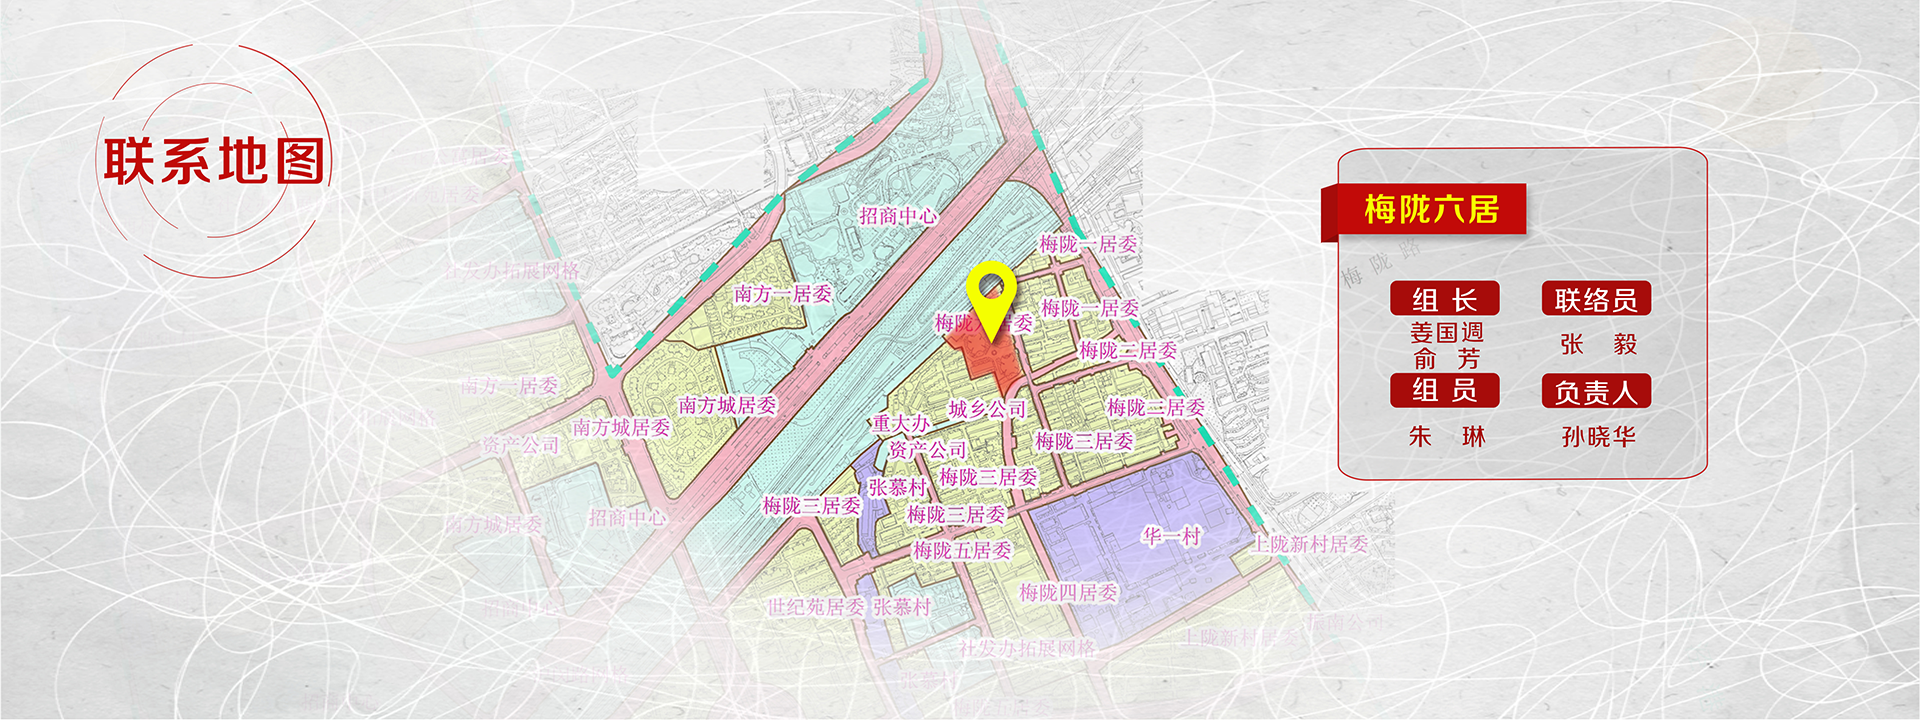 联系地图
招商中心
梅陇一居委
社发办拓展网格
南方一居委
梅陇一居委
梅陇六居委
梅陇二居委
南方一居委
南方城居委
梅陇二居委
城乡公司
重大办
南方城居委
资产公司
资产公司
梅陇三居委
梅陇三居委
张慕村
梅陇三居委
梅陇三居委
招商中心
南方城居委
华一村
上陇新村居委
梅陇五居委
梅陇四居委
世纪苑居委
张慕村
上陇新村居委
社发办拓展网格
张慕村
梅陇六居
梅陇路
组长
联络员
姜国调
俞芳
张毅
组员
负责人
朱琳
孙晓华